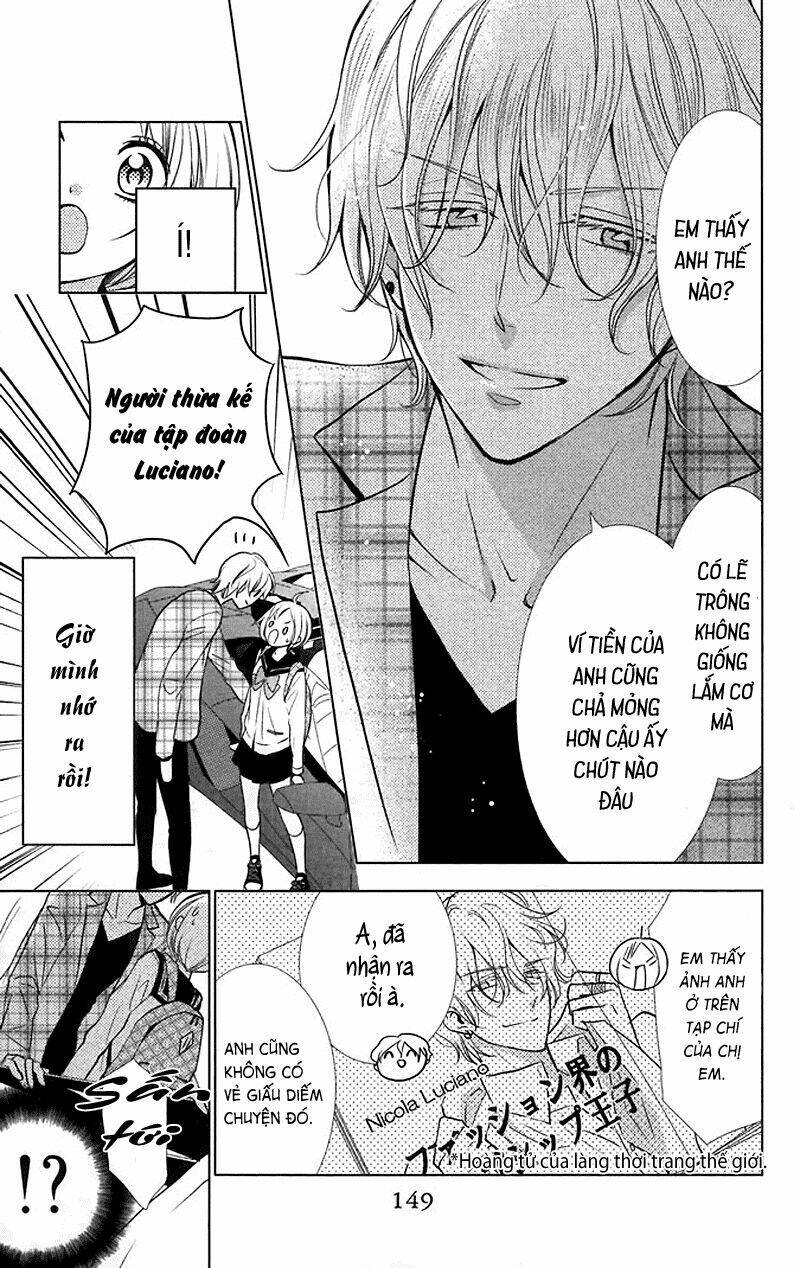 EM THẤY
ANH THẾ
NÀO?
CÓ LẼ
TRÔNG
KHÔNG
GIỐNG
LẮM CƠ
MÀ
VÍ TIỀN CỦA
ANH CŨNG
CHẢ MỎNG
HƠN CẬU ẤY
CHÚT NÀO
ĐÂU
Í!
Người thừa kế
của tập đoàn
Luciano!
Giờ
mình
nhớ
ra
rồi!
EM THẤY
ẢNH ANH
Ở TRÊN
TẠP CHÍ
CỦA CHỊ
EM.
A, đã
nhận ra
rồi à.
Nicola Luciano
ファッション界の
ップ王子
*Hoàng tử của làng thời trang thế giới.
ANH CŨNG
KHÔNG CÓ
VẺ GIẤU DIẾM
CHUYỆN ĐÓ.
Sấn
tới
!?
149